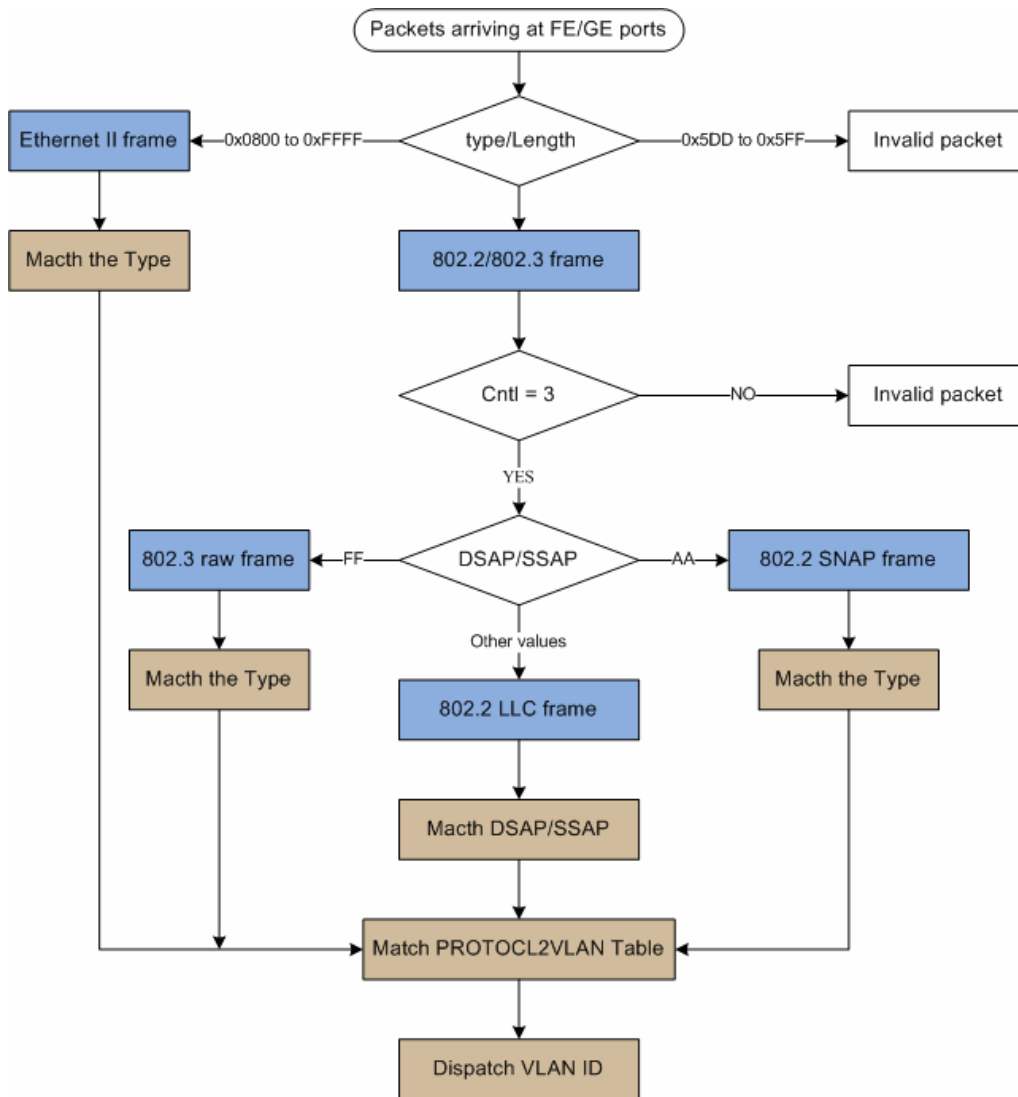 Packets arriving at FE/GE ports
Ethernet II frame
0x0800 to 0xFFFF
type/Length
0x5DD to 0x5FF
Invalid packet
Macth the Type
802.2/802.3 frame
Cntl = 3
NO
Invalid packet
YES
802.3 raw frame
FF
DSAP/SSAP
AA
802.2 SNAP frame
Other values
Macth the Type
802.2 LLC frame
Macth the Type
Macth DSAP/SSAP
Match PROTOCL2VLAN Table
Dispatch VLAN ID